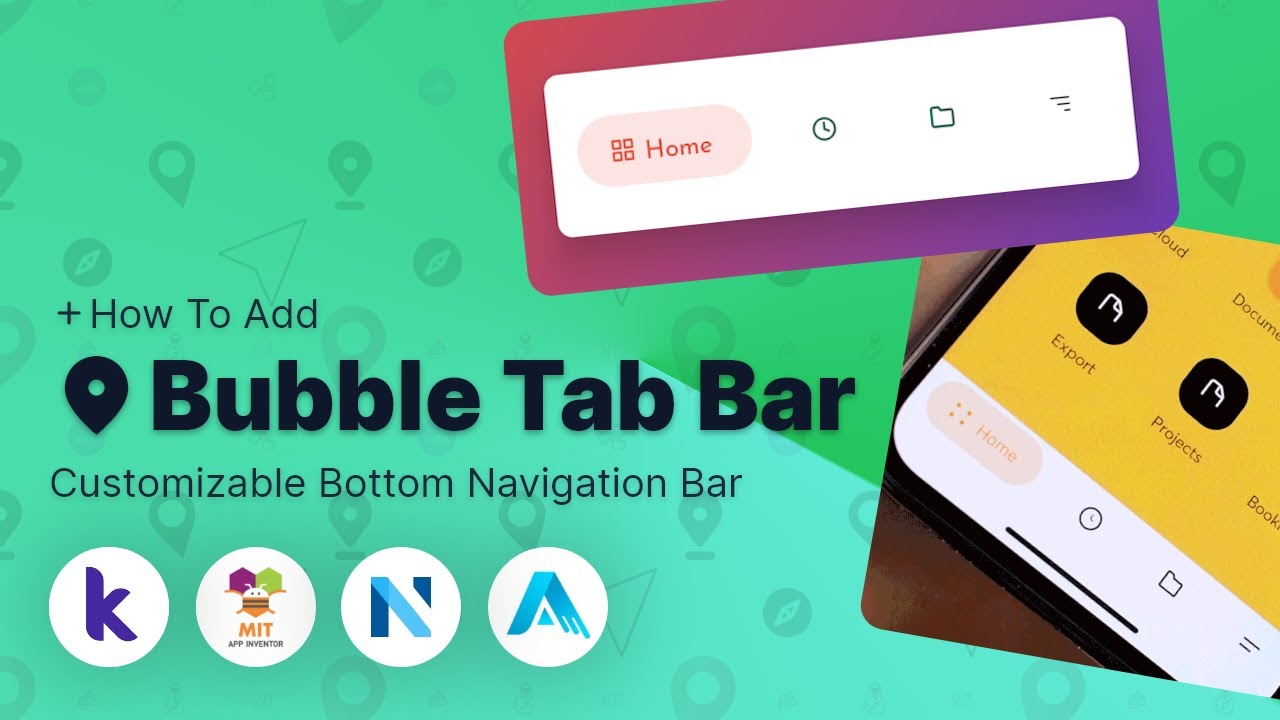 Home
+ How To Add
Bubble Tab Bar
Customizable Bottom Navigation Bar
MIT
APP INVENTOR
Export
Projects
Home